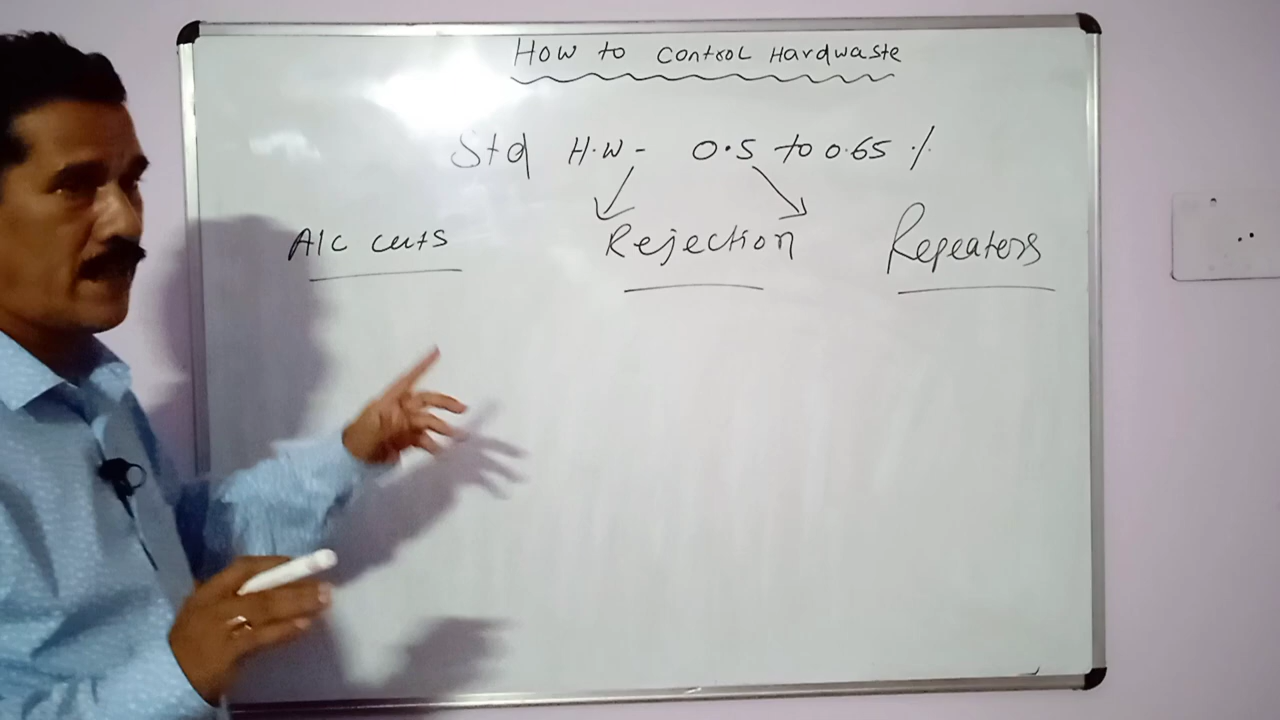 How to control Hardwaste
Std H.W - 0.5 to 0.65 %
A/c cuts Rejection Repeaters